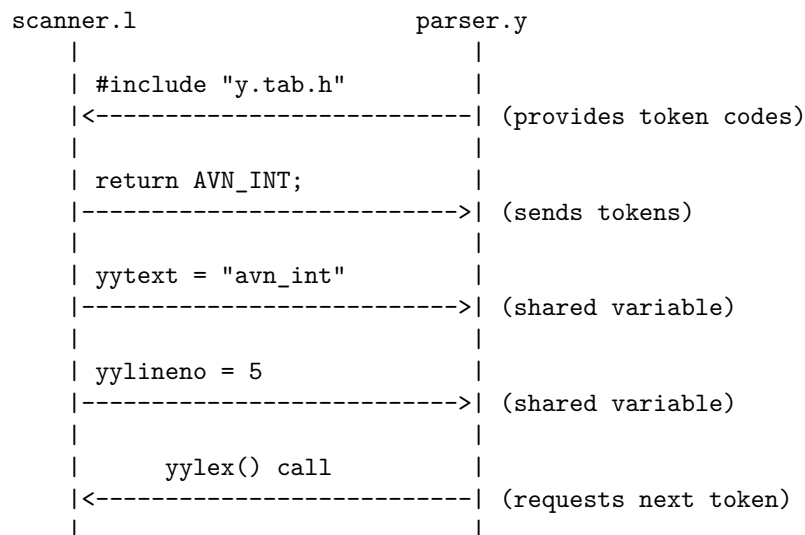 scanner.l                    parser.y
    |                            |
    | #include "y.tab.h"         |
    |<---------------------------| (provides token codes)
    |                            |
    | return AVN_INT;            |
    |--------------------------->| (sends tokens)
    |                            |
    | yytext = "avn_int"         |
    |--------------------------->| (shared variable)
    |                            |
    | yylineno = 5               |
    |--------------------------->| (shared variable)
    |                            |
    |      yylex() call          |
    |<---------------------------| (requests next token)
    |                            |